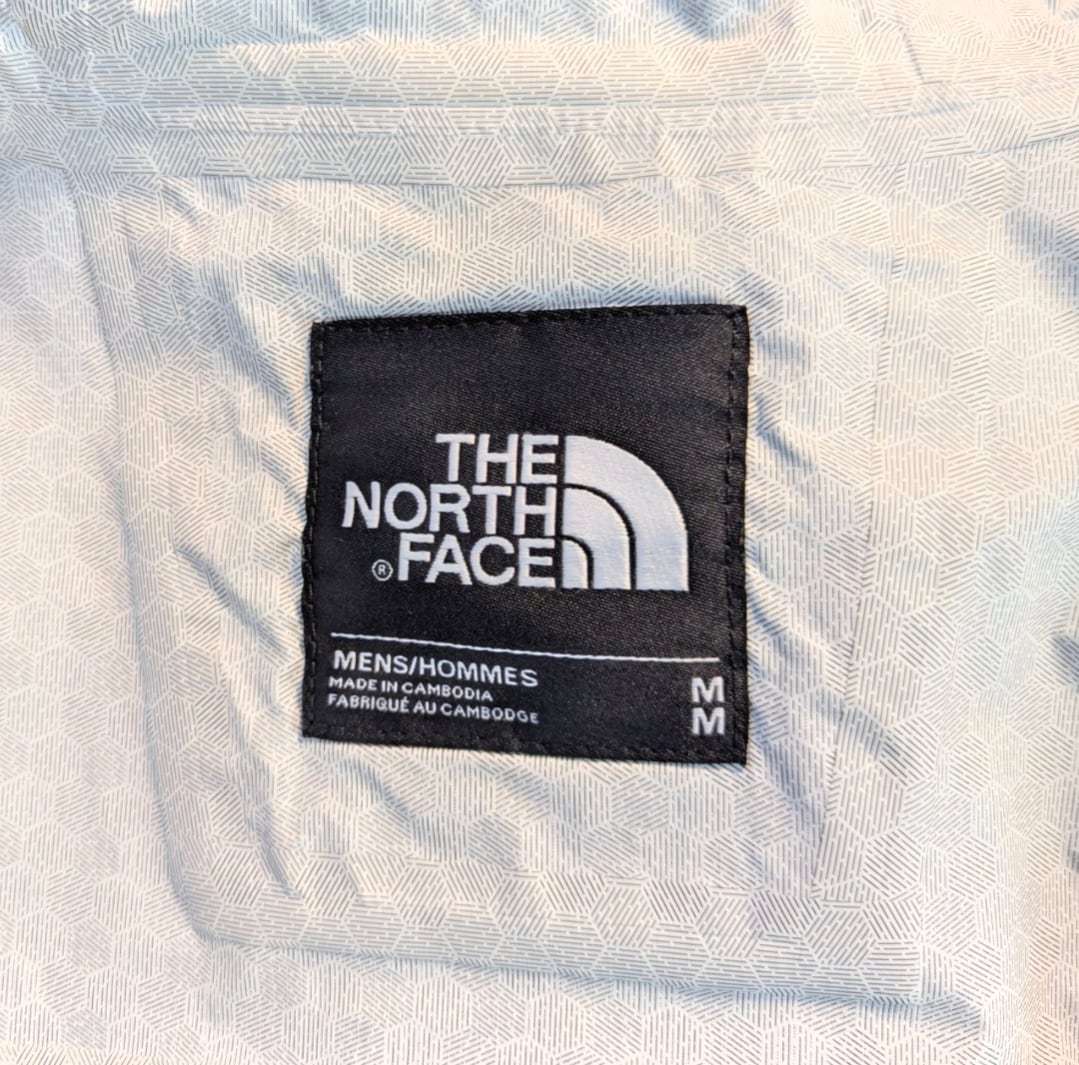 THE
NORTH
®FACE
MENS/HOMMES
MADE IN CAMBODIA
FABRIQUÉ AU CAMBODGE
M
M